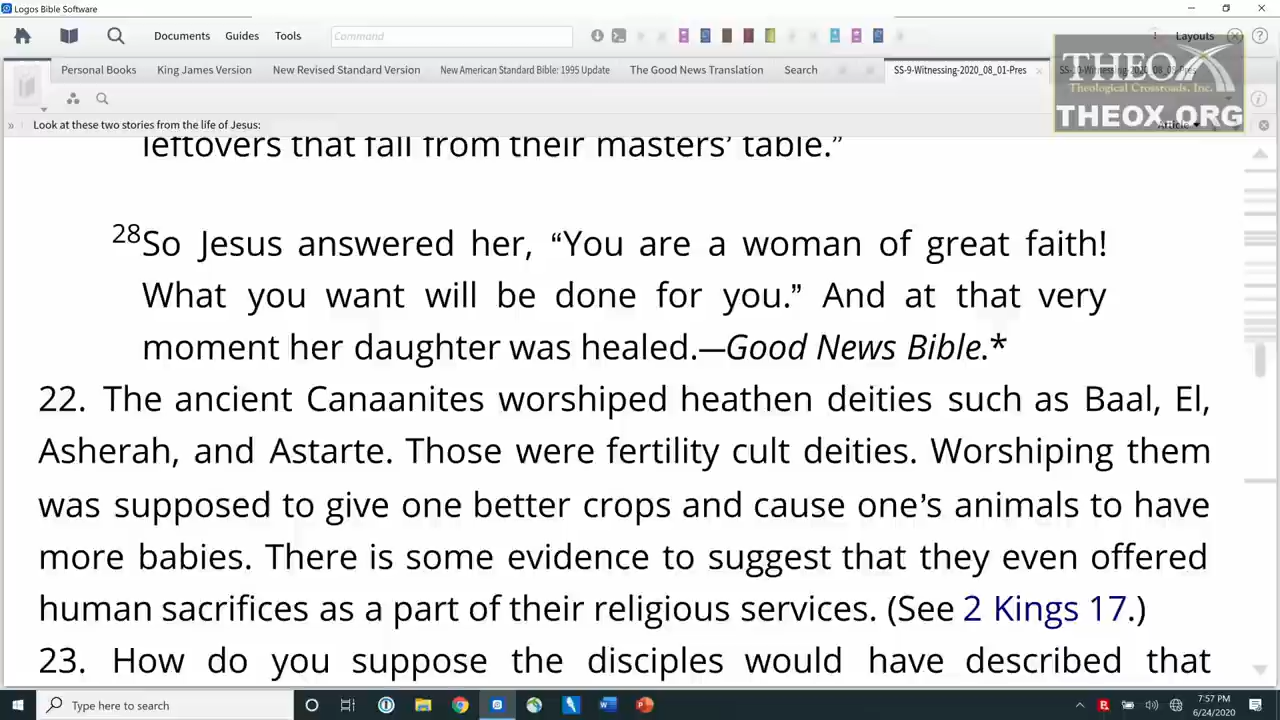 Logos Bible Software
Documents Guides Tools Command Layouts
Personal Books King James Version New Revised Standard Version New American Standard Bible: 1995 Update The Good News Translation Search SS-9-Witnessing-2020_08_01-Pres
THEOX
Theological Crossroads, Inc.
THEOX.ORG
» Look at these two stories from the life of Jesus: Article
leftovers that fall from their masters’ table.”
28So Jesus answered her, “You are a woman of great faith!
What you want will be done for you.” And at that very
moment her daughter was healed.—Good News Bible.*
22. The ancient Canaanites worshiped heathen deities such as Baal, El,
Asherah, and Astarte. Those were fertility cult deities. Worshiping them
was supposed to give one better crops and cause one’s animals to have
more babies. There is some evidence to suggest that they even offered
human sacrifices as a part of their religious services. (See 2 Kings 17.)
23. How do you suppose the disciples would have described that
Type here to search
7:57 PM
6/24/2020